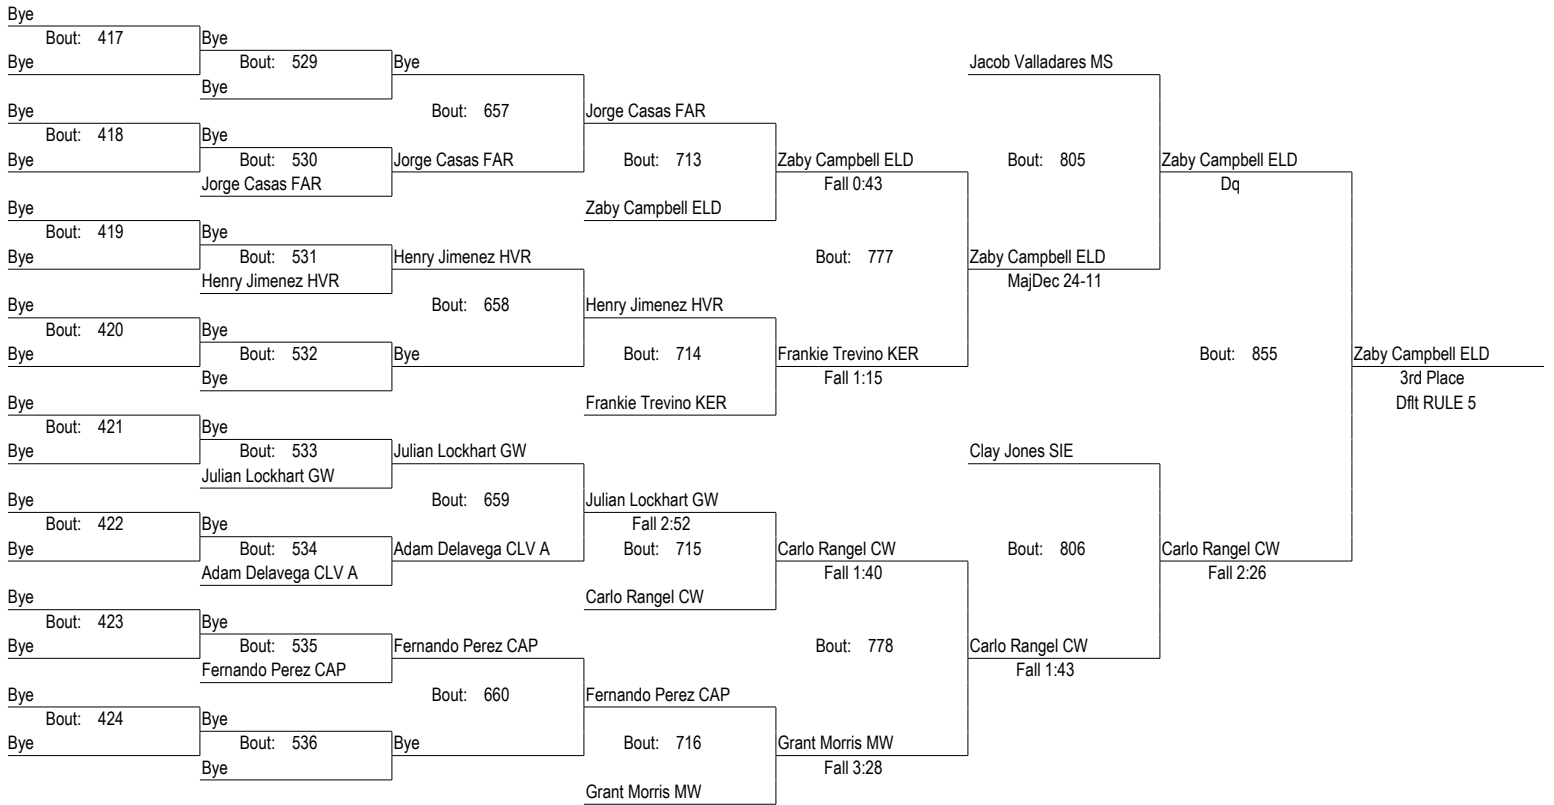 Bye
Bout: 417
Bye
Bye
Bout: 529
Bye
Bye
Jacob Valladares MS
Bye
Bout: 418
Bye
Bout: 657
Jorge Casas FAR
Bye
Bout: 530
Jorge Casas FAR
Jorge Casas FAR
Bout: 713
Zaby Campbell ELD
Fall 0:43
Bout: 805
Zaby Campbell ELD
Dq
Bye
Bout: 419
Bye
Zaby Campbell ELD
Bye
Bout: 531
Henry Jimenez HVR
Henry Jimenez HVR
Bout: 777
Zaby Campbell ELD
MajDec 24-11
Bye
Bout: 420
Bye
Bout: 658
Henry Jimenez HVR
Bye
Bout: 532
Bye
Bye
Bout: 714
Frankie Trevino KER
Fall 1:15
Bout: 855
Zaby Campbell ELD
3rd Place
Dflt RULE 5
Bye
Bout: 421
Bye
Frankie Trevino KER
Bye
Bout: 533
Julian Lockhart GW
Julian Lockhart GW
Clay Jones SIE
Bye
Bout: 422
Bye
Bout: 659
Julian Lockhart GW
Fall 2:52
Bye
Bout: 534
Adam Delavega CLV A
Adam Delavega CLV A
Bout: 715
Carlo Rangel CW
Fall 1:40
Bout: 806
Carlo Rangel CW
Fall 2:26
Bye
Bout: 423
Bye
Carlo Rangel CW
Bye
Bout: 535
Fernando Perez CAP
Fernando Perez CAP
Bout: 778
Carlo Rangel CW
Fall 1:43
Bye
Bout: 424
Bye
Bout: 660
Fernando Perez CAP
Bye
Bout: 536
Bye
Bye
Bout: 716
Grant Morris MW
Fall 3:28
Grant Morris MW